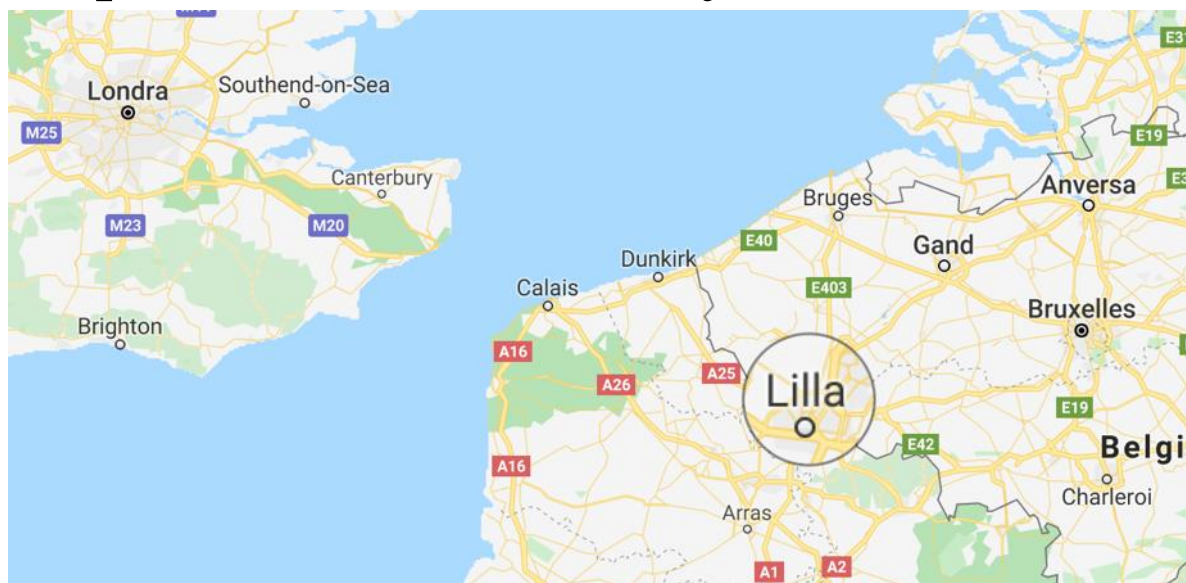 E31
Londra
Southend-on-Sea
M25
E19
Canterbury
Anversa
Bruges
M23
M20
E40
Gand
Dunkirk
Calais
E403
Bruxelles
Brighton
A16
A25
A26
Lilla
E19
E42
Belgi
A16
Charleroi
Arras
A1
A2